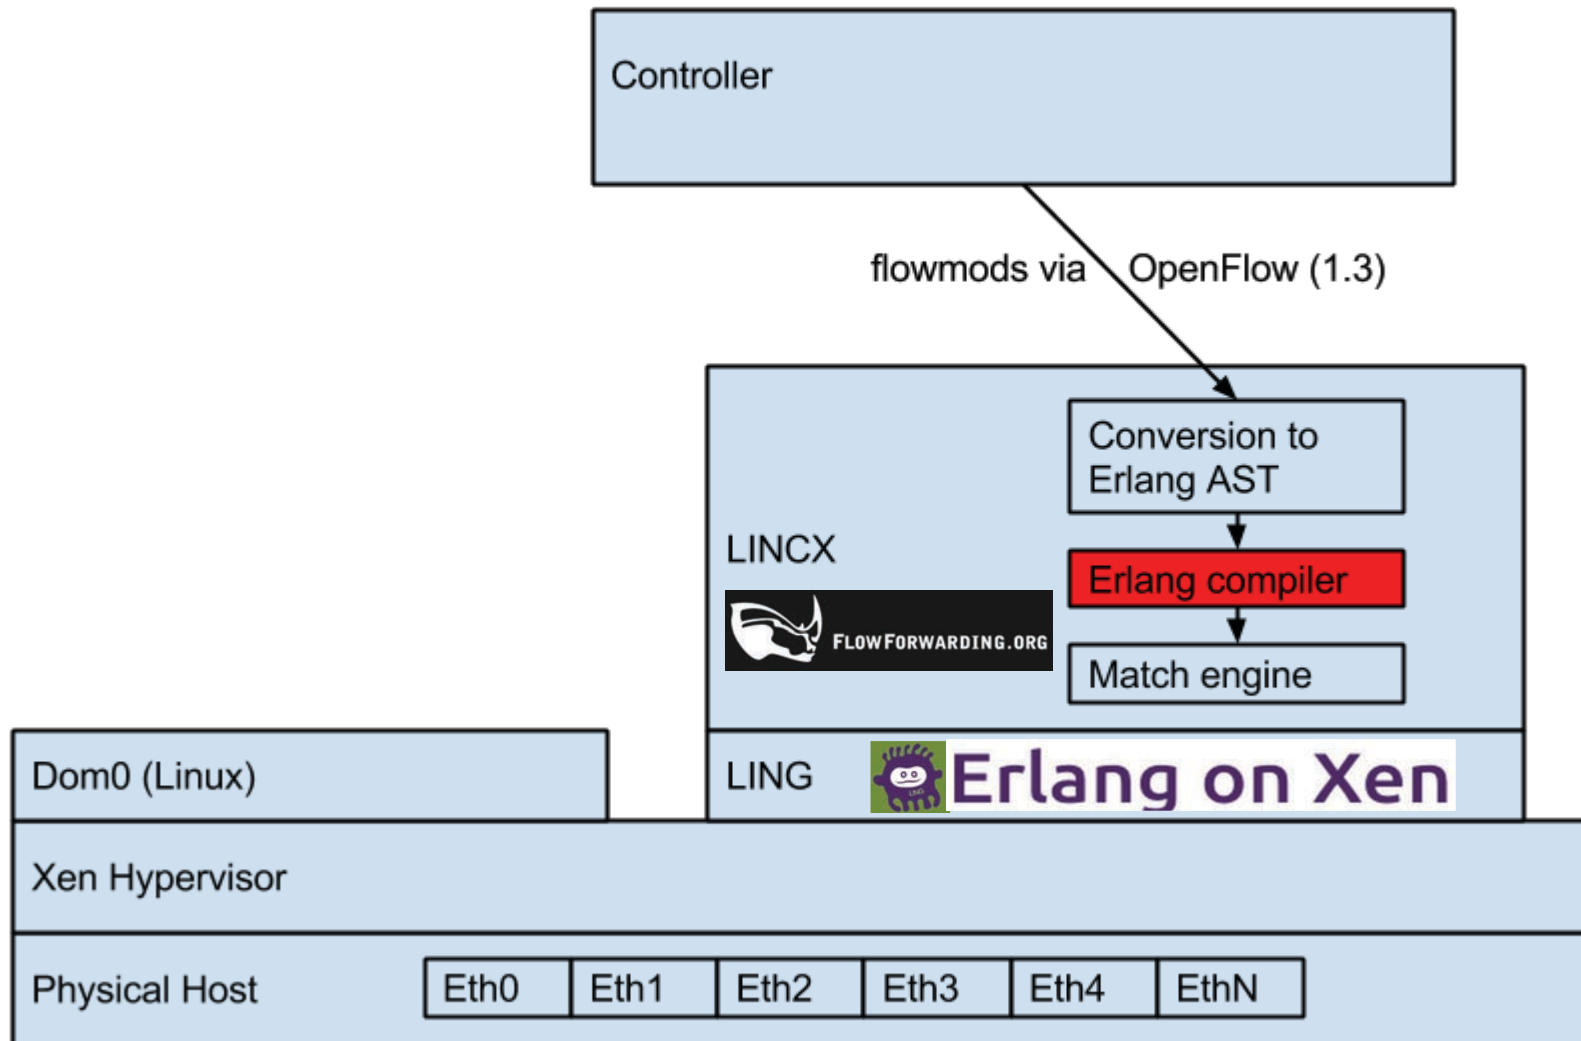 Controller
flowmods via OpenFlow (1.3)
Conversion to
Erlang AST
LINCX
Erlang compiler
FLOWFORWARDING.ORG
Match engine
Dom0 (Linux)
LING
LING
Erlang on Xen
Xen Hypervisor
Physical Host
Eth0
Eth1
Eth2
Eth3
Eth4
EthN